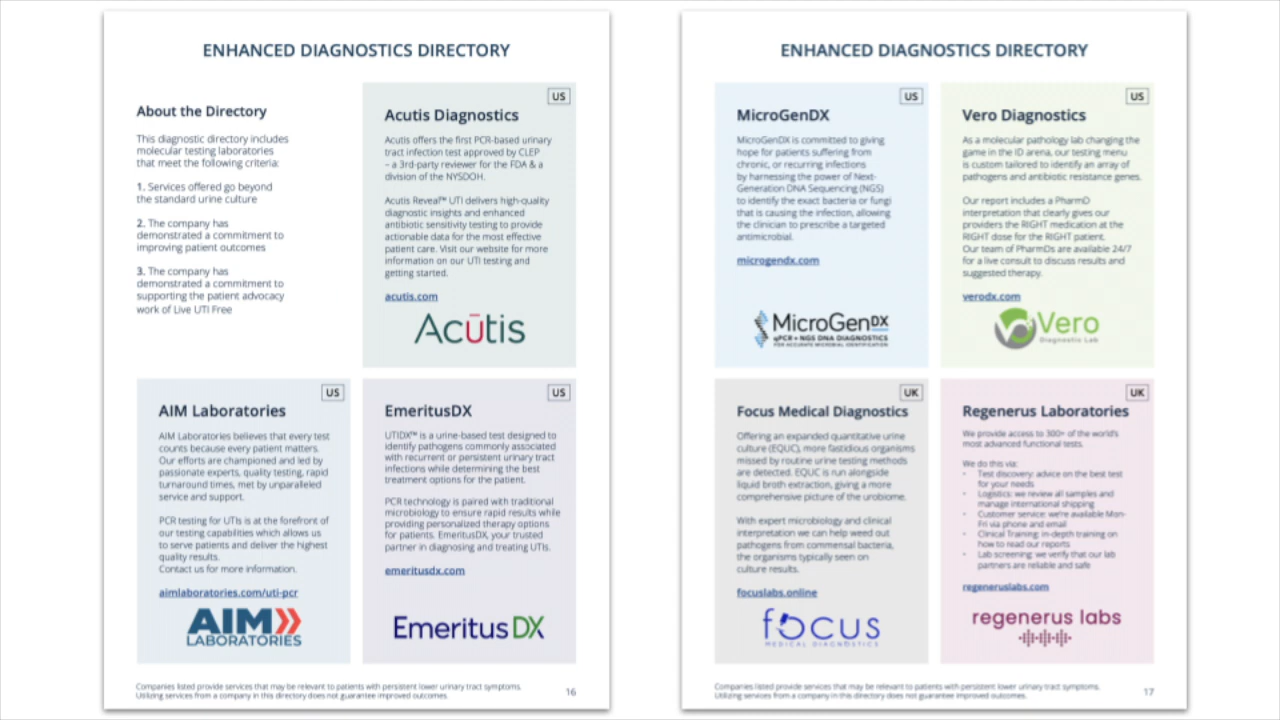 ENHANCED DIAGNOSTICS DIRECTORY
About the Directory
This diagnostic directory includes
molecular testing laboratories
that meet the following criteria:
1. Services offered go beyond
the standard urine culture
2. The company has
demonstrated a commitment to
improving patient outcomes
3. The company has
demonstrated a commitment to
supporting the patient advocacy
work of Live UTI Free
US
Acutis Diagnostics
Acutis offers the first PCR-based urinary
tract infection test approved by CLEP
– a 3rd-party reviewer for the FDA & a
division of the NYSDOH.
Acutis Reveal™ UTI delivers high-quality
diagnostic insights and enhanced
antibiotic sensitivity testing to provide
actionable data for the most effective
patient care. Visit our website for more
information on our UTI testing and
getting started.
acutis.com
Acūtis
US
AIM Laboratories
AIM Laboratories believes that every test
counts because every patient matters.
Our efforts are championed and led by
passionate experts, quality testing, rapid
turnaround times, met by unparalleled
service and support.
PCR testing for UTIs is at the forefront of
our testing capabilities which allows us
to serve patients and deliver the highest
quality results.
Contact us for more information.
aimlaboratories.com/uti-pcr
AIM
LABORATORIES
US
EmeritusDX
UTIDX™ is a urine-based test designed to
identify pathogens commonly associated
with recurrent or persistent urinary tract
infections while determining the best
treatment options for the patient.
PCR technology is paired with traditional
microbiology to ensure rapid results while
providing personalized therapy options
for patients. EmeritusDX, your trusted
partner in diagnosing and treating UTIs.
emeritusdx.com
Emeritus DX
Companies listed provide services that may be relevant to patients with persistent lower urinary tract symptoms.
Utilizing services from a company in this directory does not guarantee improved outcomes.
16
ENHANCED DIAGNOSTICS DIRECTORY
US
MicroGenDX
MicroGenDX is committed to giving
hope for patients suffering from
chronic, or recurring infections
by harnessing the power of Next-
Generation DNA Sequencing (NGS)
to identify the exact bacteria or fungi
that is causing the infection, allowing
the clinician to prescribe a targeted
antimicrobial.
microgendx.com
MicroGenDX
qPCR + NGS DNA DIAGNOSTICS
FOR ACCURATE MICROBIAL IDENTIFICATION
US
Vero Diagnostics
As a molecular pathology lab changing the
game in the ID arena, our testing menu
is custom tailored to identify an array of
pathogens and antibiotic resistance genes.
Our report includes a PharmD
interpretation that clearly gives our
providers the RIGHT medication at the
RIGHT dose for the RIGHT patient.
Our team of PharmDs are available 24/7
for a live consult to discuss results and
suggested therapy.
verodx.com
Vero
Diagnostic Lab
UK
Focus Medical Diagnostics
Offering an expanded quantitative urine
culture (EQUC), more fastidious organisms
missed by routine urine testing methods
are detected. EQUC is run alongside
liquid broth extraction, giving a more
comprehensive picture of the urobiome.
With expert microbiology and clinical
interpretation we can help weed out
pathogens from commensal bacteria,
the organisms typically seen on
culture results.
focuslabs.online
focus
MEDICAL DIAGNOSTICS
UK
Regenerus Laboratories
We provide access to 300+ of the world's
most advanced functional tests.
We do this via:
• Test discovery: advice on the best test
for your needs
• Logistics: we review all samples and
manage international shipping
• Customer service: we're available Mon-
Fri via phone and email
• Clinical Training: in-depth training on
how to read our reports
• Lab screening: we verify that our lab
partners are reliable and safe
regeneruslabs.com
regenerus labs
Companies listed provide services that may be relevant to patients with persistent lower urinary tract symptoms.
Utilizing services from a company in this directory does not guarantee improved outcomes.
17